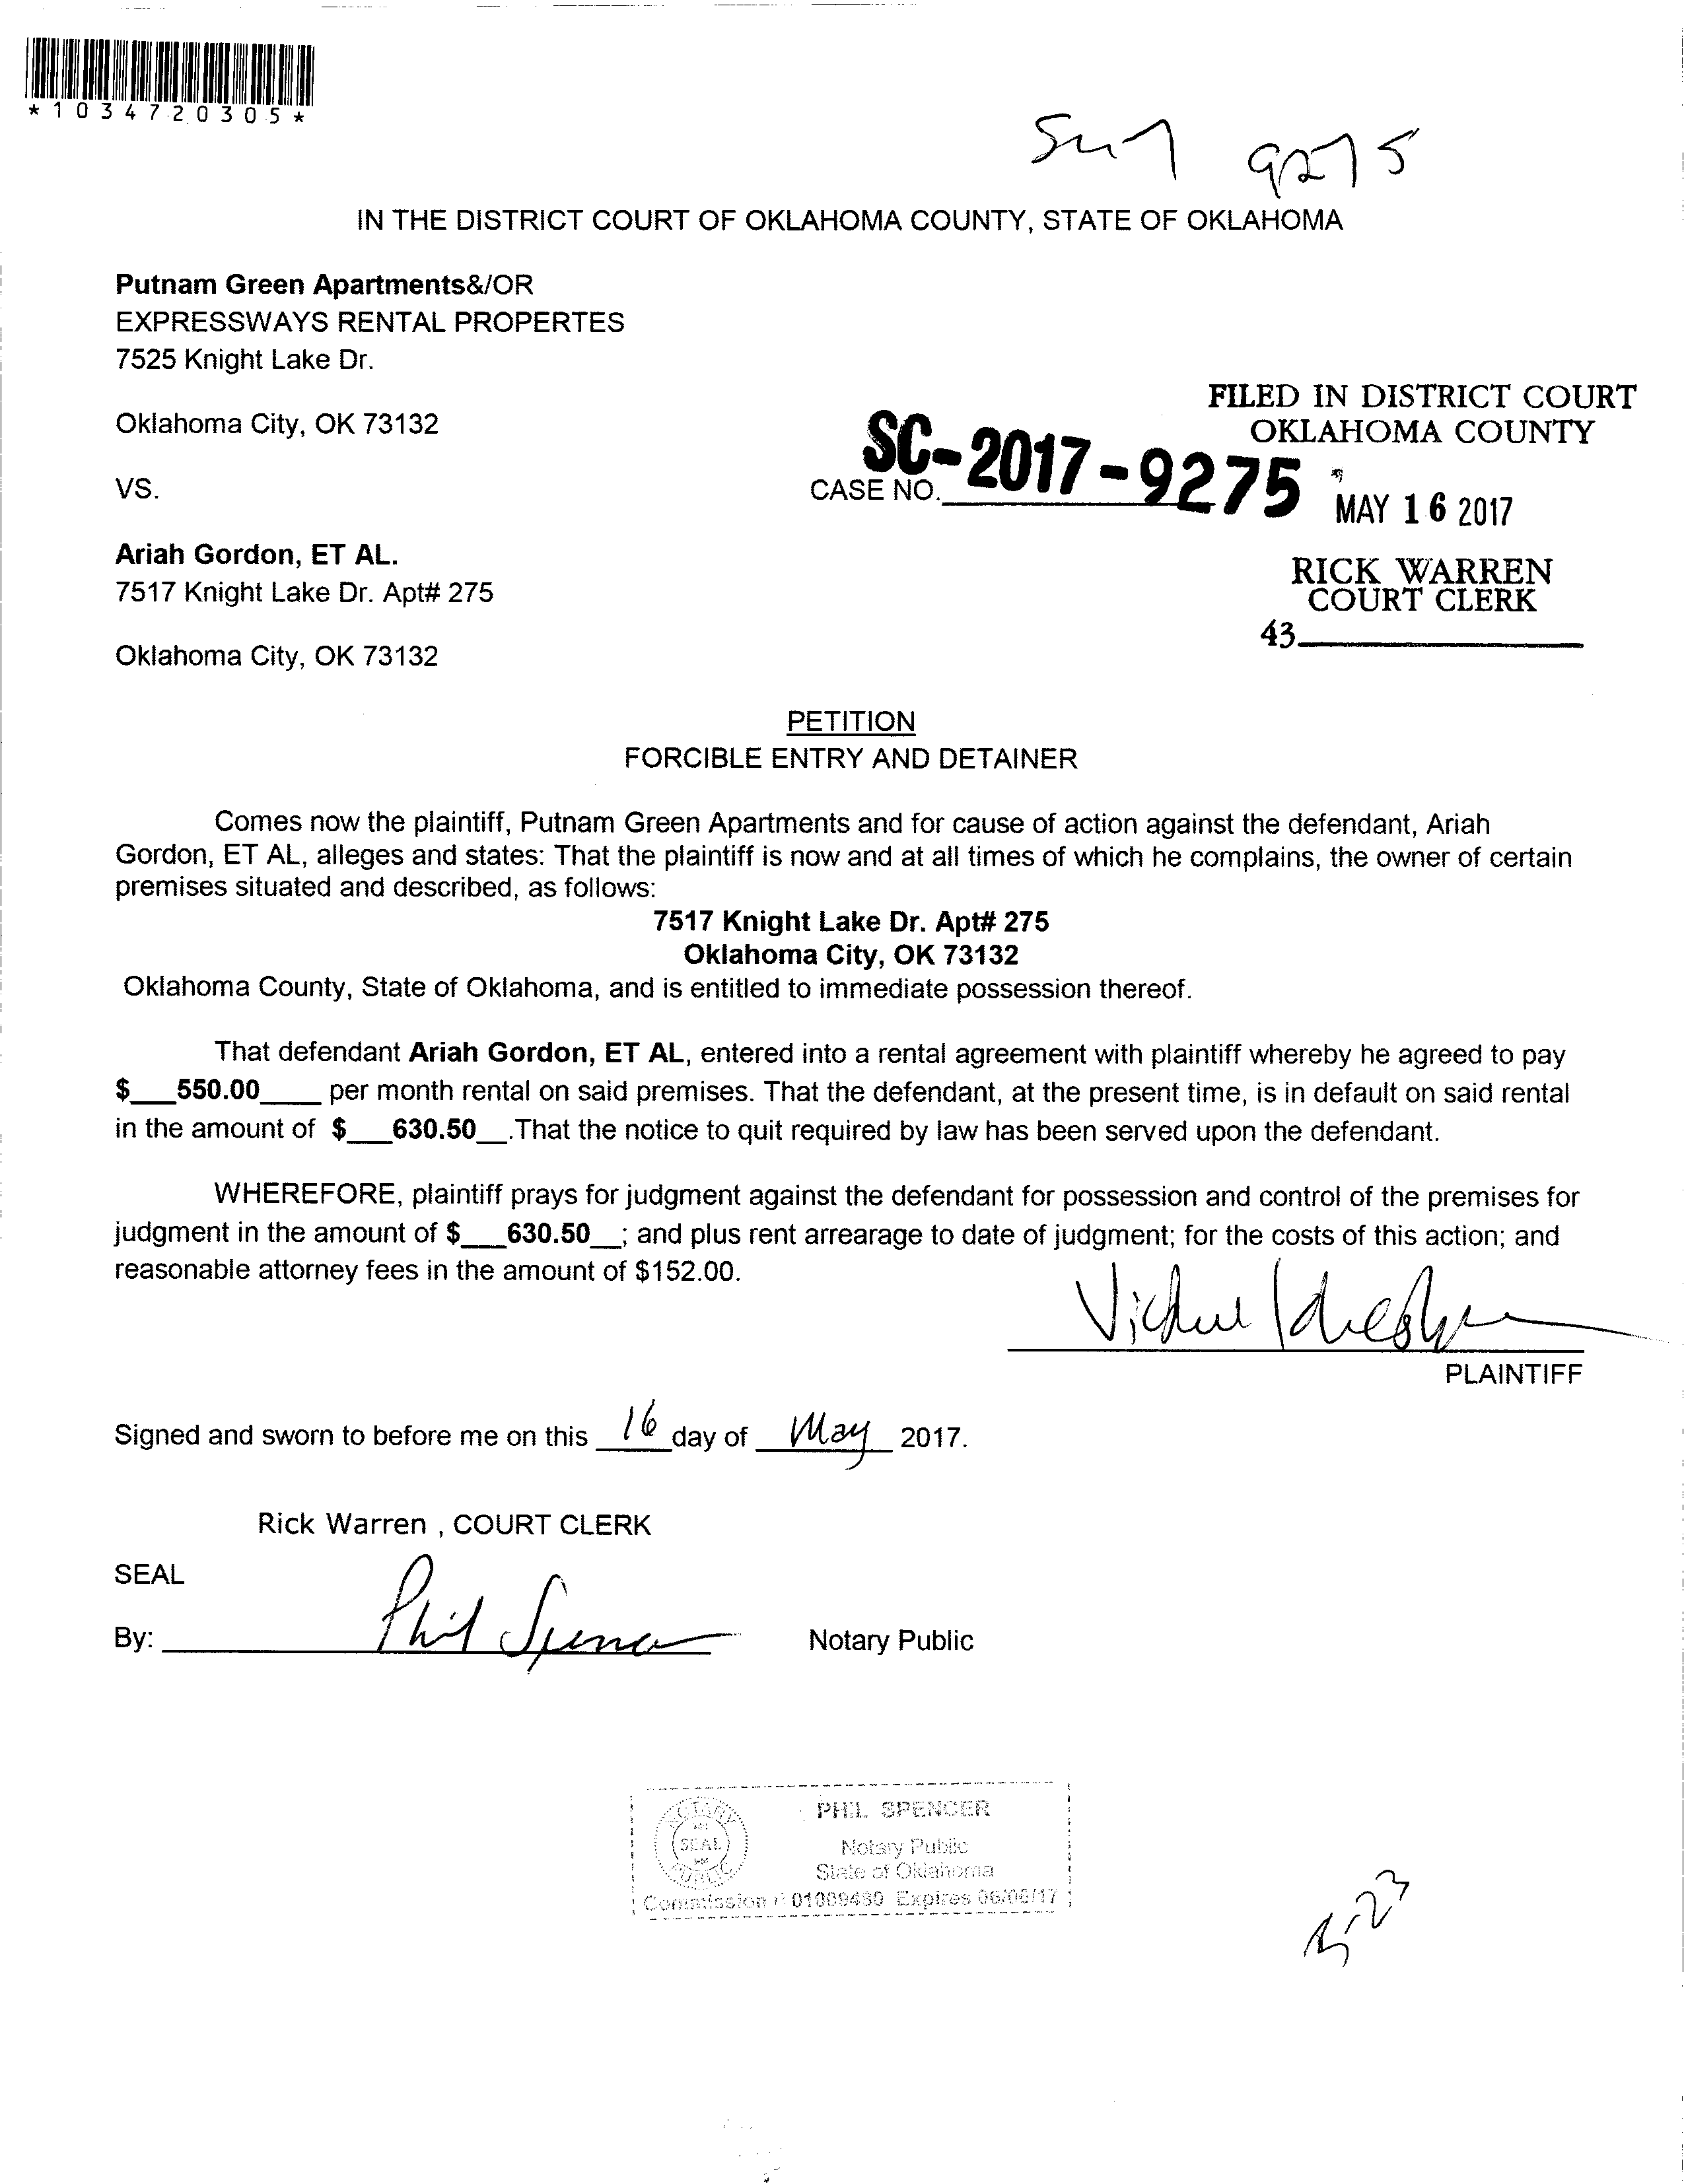 *1034720305*
9275
IN THE DISTRICT COURT OF OKLAHOMA COUNTY, STATE OF OKLAHOMA
Putnam Green Apartments&/OR
EXPRESSWAYS RENTAL PROPERTES
7525 Knight Lake Dr.
Oklahoma City, OK 73132
VS.
Ariah Gordon, ET AL.
7517 Knight Lake Dr. Apt# 275
Oklahoma City, OK 73132
CASE NO. SC-2017-9275
FILED IN DISTRICT COURT
OKLAHOMA COUNTY
MAY 16 2017
RICK WARREN
COURT CLERK
43
PETITION
FORCIBLE ENTRY AND DETAINER
Comes now the plaintiff, Putnam Green Apartments and for cause of action against the defendant, Ariah
Gordon, ET AL, alleges and states: That the plaintiff is now and at all times of which he complains, the owner of certain
premises situated and described, as follows:
7517 Knight Lake Dr. Apt# 275
Oklahoma City, OK 73132
Oklahoma County, State of Oklahoma, and is entitled to immediate possession thereof.
That defendant Ariah Gordon, ET AL, entered into a rental agreement with plaintiff whereby he agreed to pay
$___550.00____ per month rental on said premises. That the defendant, at the present time, is in default on said rental
in the amount of $___630.50__.That the notice to quit required by law has been served upon the defendant.
WHEREFORE, plaintiff prays for judgment against the defendant for possession and control of the premises for
judgment in the amount of $___630.50__; and plus rent arrearage to date of judgment; for the costs of this action; and
reasonable attorney fees in the amount of $152.00.
PLAINTIFF
Signed and sworn to before me on this 16 day of May 2017.
Rick Warren , COURT CLERK
SEAL
By: Phil Spencer Notary Public
NOTARY
SEAL
PUBLIC
PHIL SPENCER
Notary Public
State of Oklahoma
Commission # 01009480 Expires 06/06/17
5-23